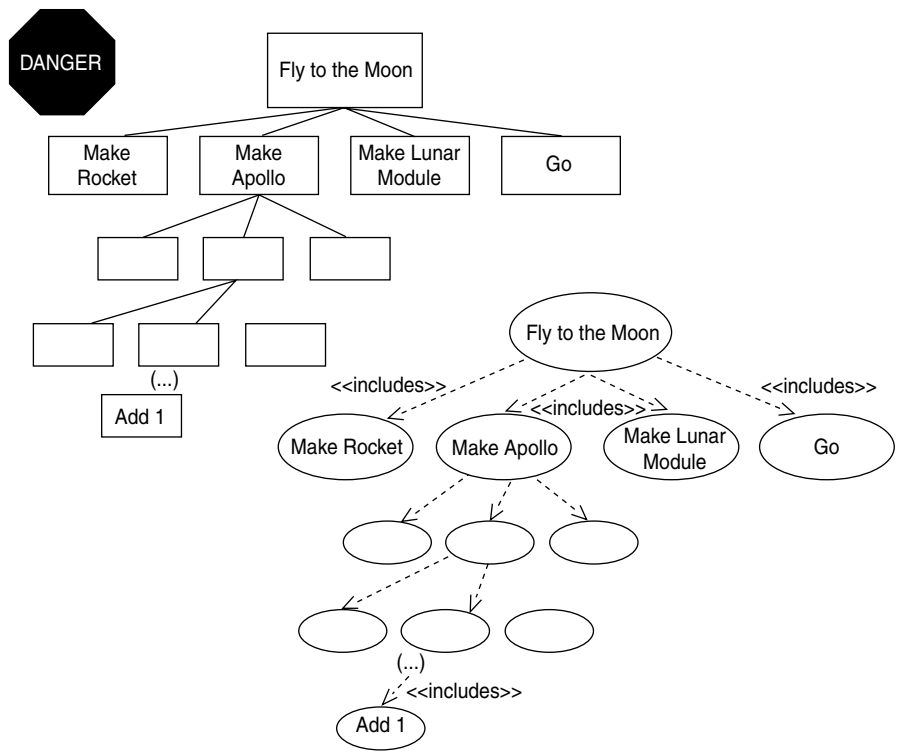 DANGER
Fly to the Moon
Make
Rocket
Make
Apollo
Make Lunar
Module
Go
(...)
Add 1
Fly to the Moon
<<includes>>
<<includes>>
<<includes>>
Make Rocket
Make Apollo
Make Lunar
Module
Go
(...)
<<includes>>
Add 1